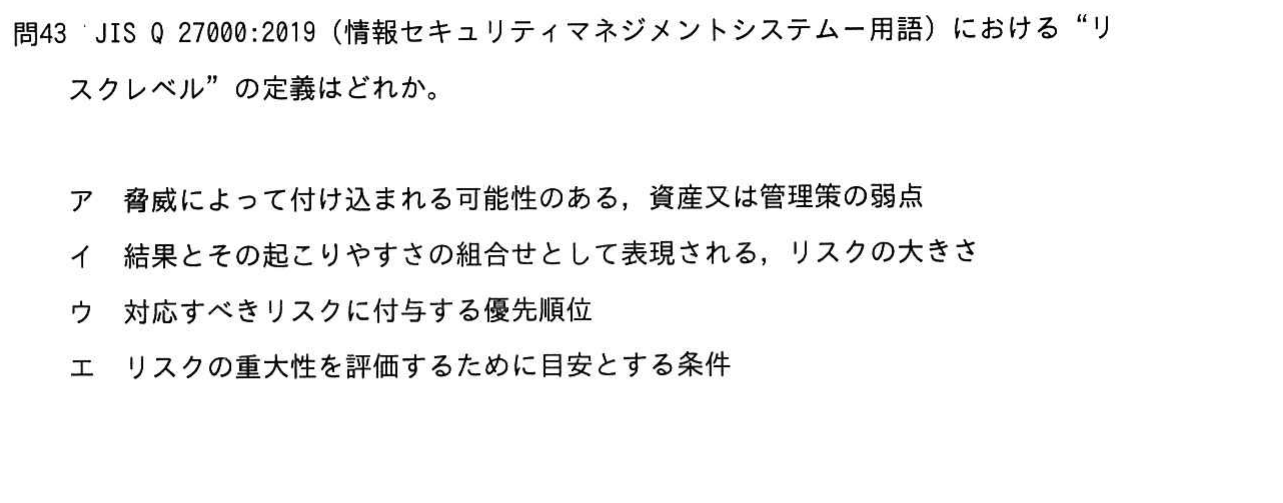 問43 JIS Q 27000:2019（情報セキュリティマネジメントシステム－用語）における“リ
スクレベル”の定義はどれか。
ア 脅威によって付け込まれる可能性のある，資産又は管理策の弱点
イ 結果とその起こりやすさの組合せとして表現される，リスクの大きさ
ウ 対応すべきリスクに付与する優先順位
エ リスクの重大性を評価するために目安とする条件